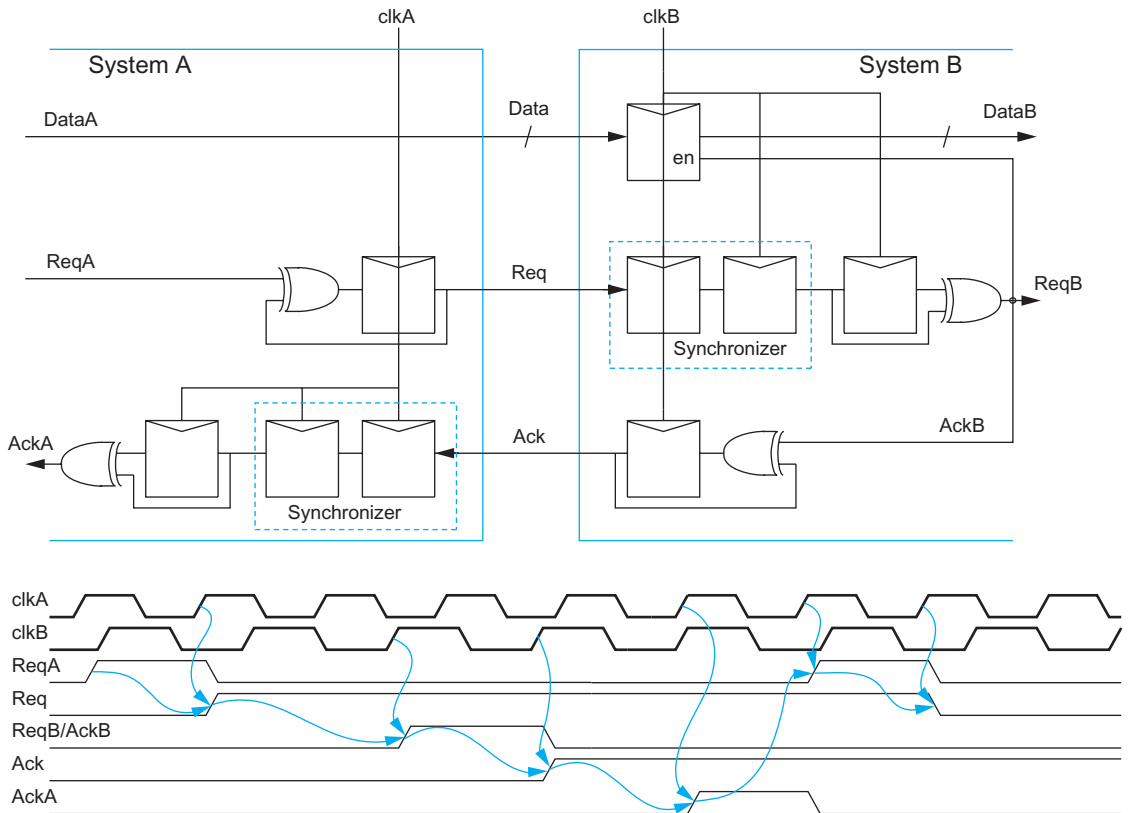 clkA
clkB
System A
System B
DataA
Data
DataB
en
ReqA
Req
ReqB
Synchronizer
AckA
Ack
AckB
Synchronizer
clkA
clkB
ReqA
Req
ReqB/AckB
Ack
AckA